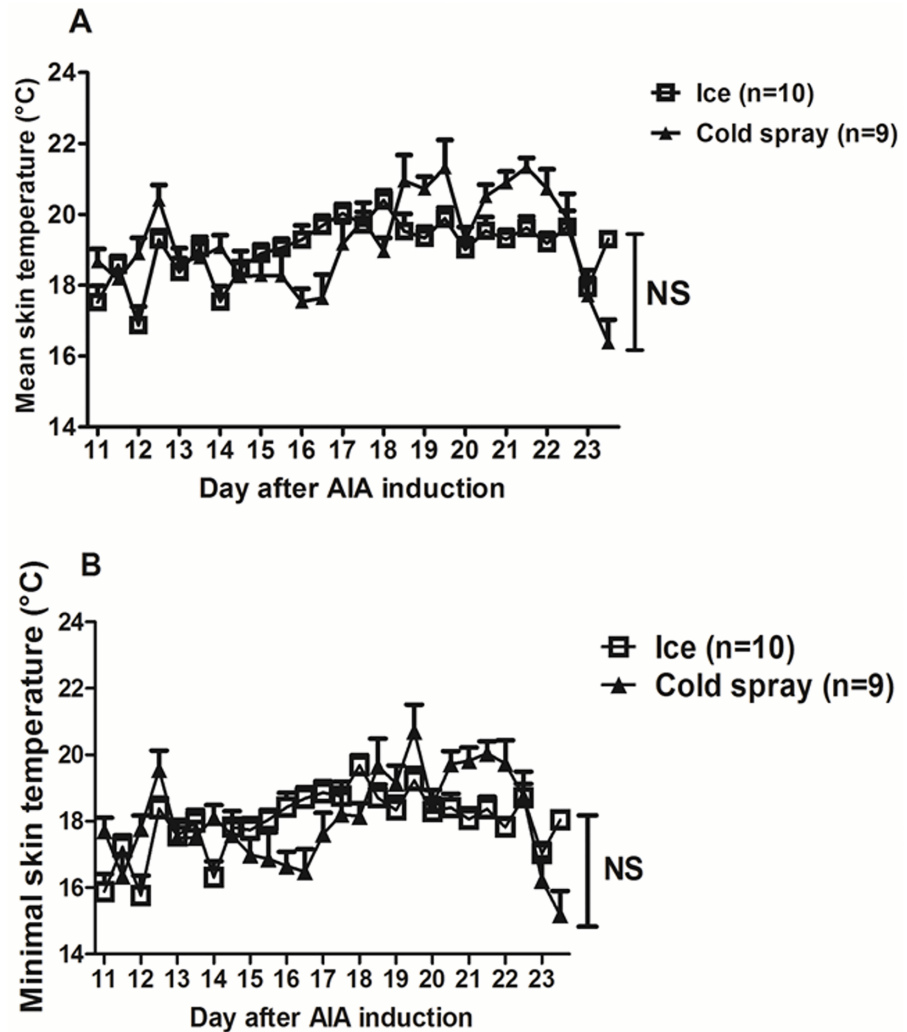 A
Mean skin temperature (°C)
24
22
20
18
16
14
11 12 13 14 15 16 17 18 19 20 21 22 23
Day after AIA induction
Ice (n=10)
Cold spray (n=9)
NS
B
Minimal skin temperature (°C)
24
22
20
18
16
14
11 12 13 14 15 16 17 18 19 20 21 22 23
Day after AIA induction
Ice (n=10)
Cold spray (n=9)
NS